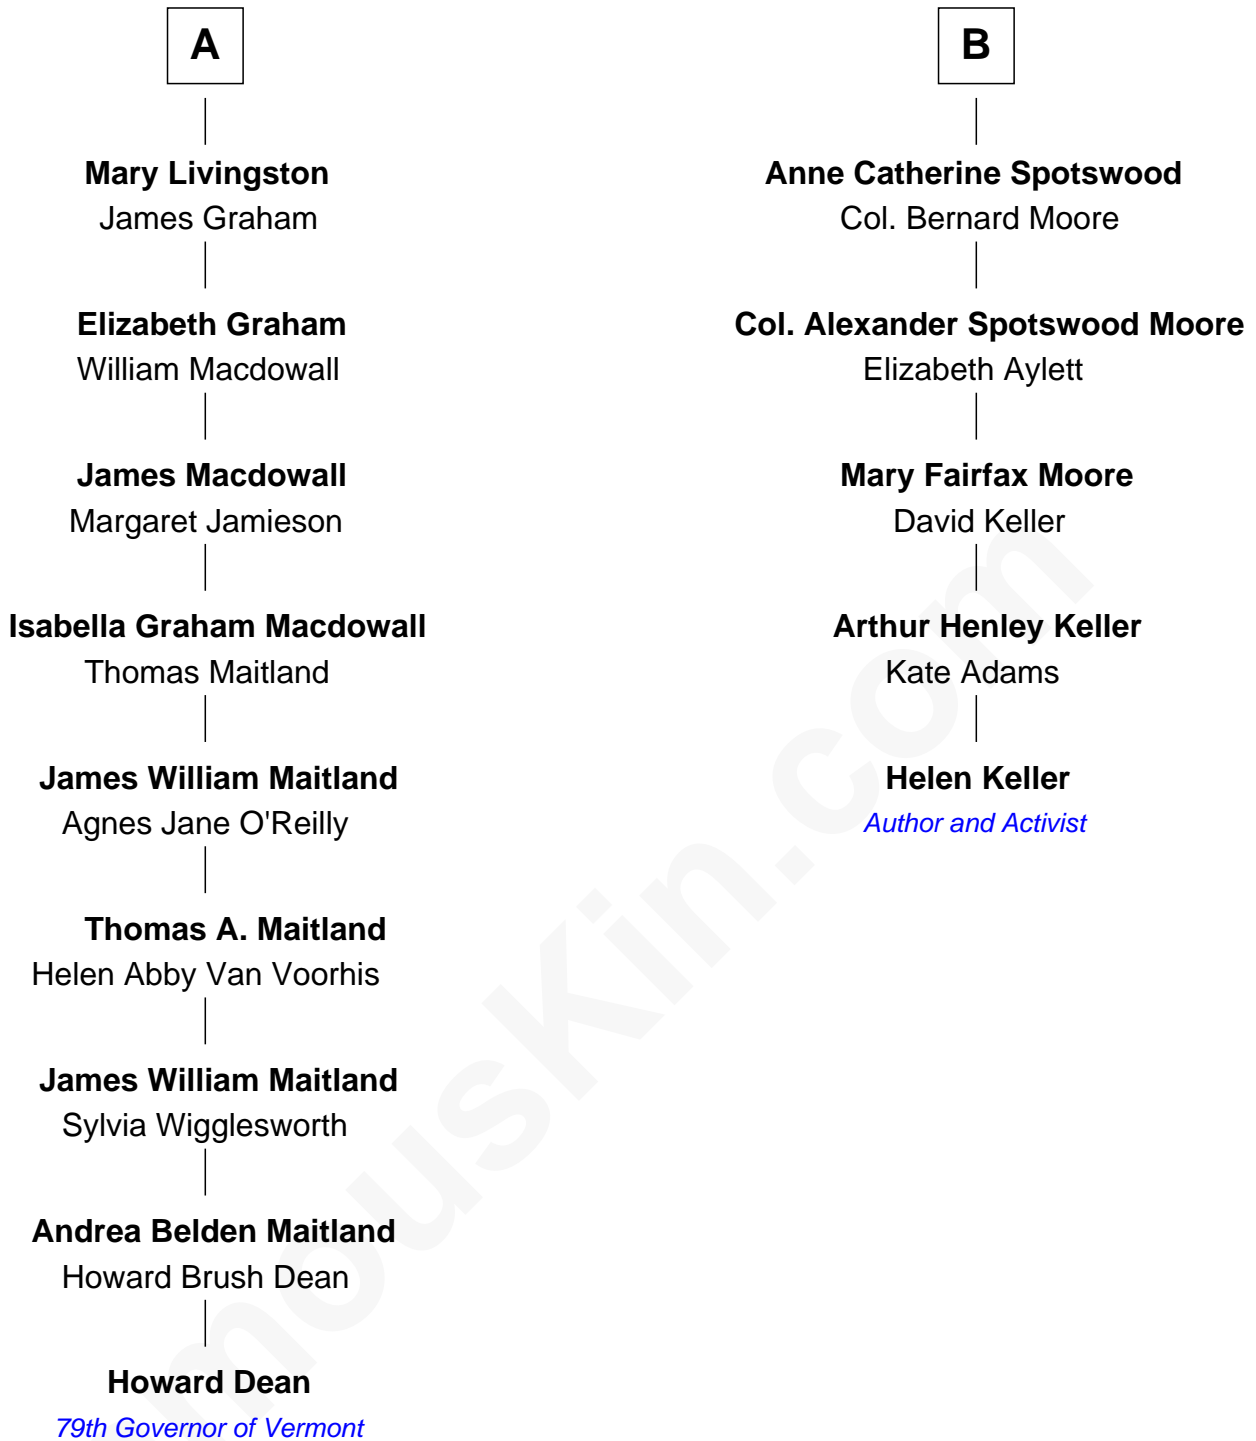 A
Mary Livingston
James Graham
Elizabeth Graham
William Macdowall
James Macdowall
Margaret Jamieson
Isabella Graham Macdowall
Thomas Maitland
James William Maitland
Agnes Jane O'Reilly
Thomas A. Maitland
Helen Abby Van Voorhis
James William Maitland
Sylvia Wigglesworth
Andrea Belden Maitland
Howard Brush Dean
Howard Dean
79th Governor of Vermont
B
Anne Catherine Spotswood
Col. Bernard Moore
Col. Alexander Spotswood Moore
Elizabeth Aylett
Mary Fairfax Moore
David Keller
Arthur Henley Keller
Kate Adams
Helen Keller
Author and Activist
mousKin.com